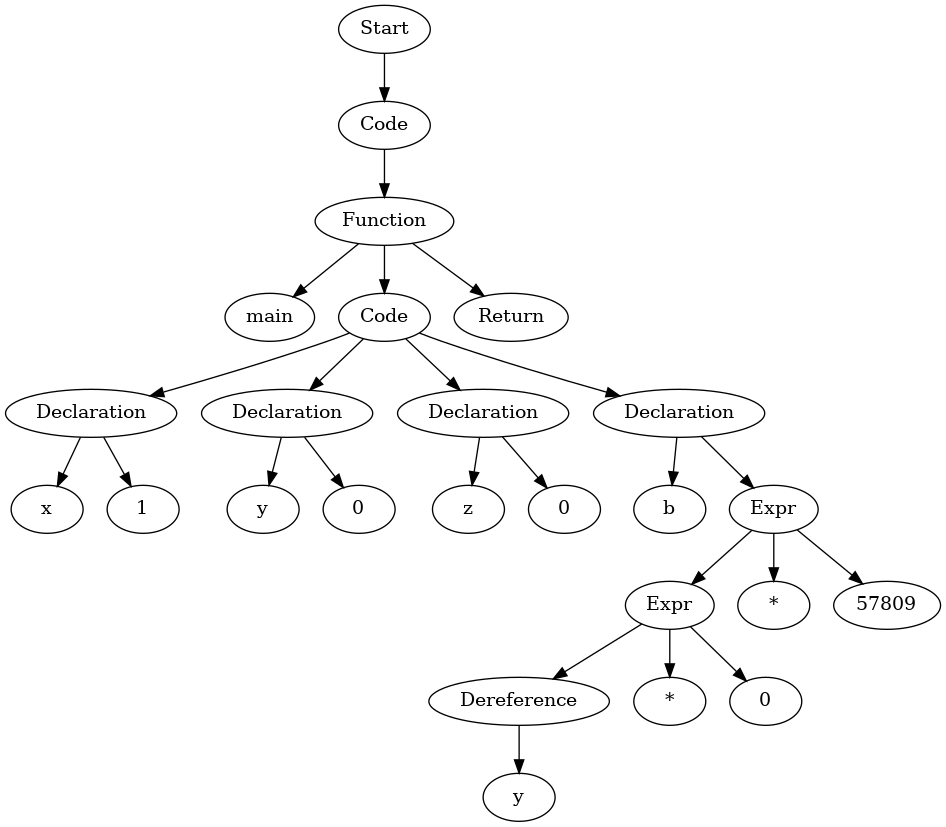 Start
Code
Function
main
Code
Return
Declaration
Declaration
Declaration
Declaration
x
1
y
0
z
0
b
Expr
Expr
*
57809
Dereference
*
0
y